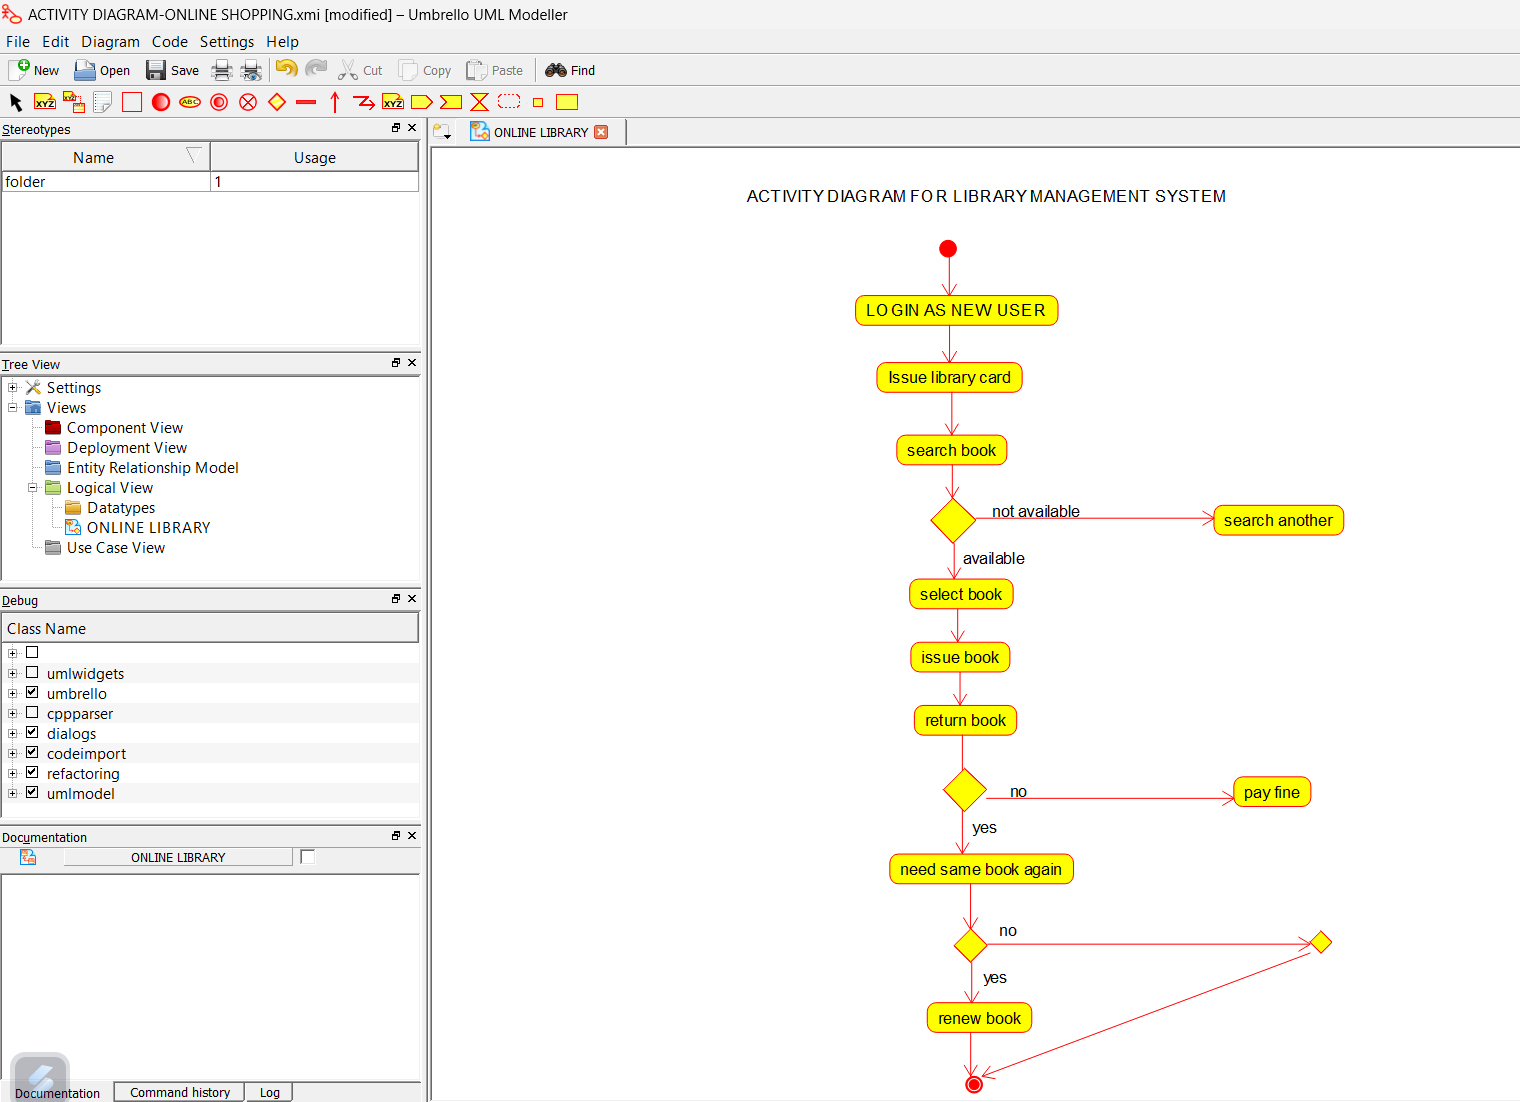 ACTIVITY DIAGRAM-ONLINE SHOPPING.xmi [modified] – Umbrello UML Modeller
File Edit Diagram Code Settings Help
New Open Save Cut Copy Paste Find
XYZ XYZ ABC XYZ
Stereotypes
Name Usage
folder 1
Tree View
Settings
Views
Component View
Deployment View
Entity Relationship Model
Logical View
Datatypes
ONLINE LIBRARY
Use Case View
Debug
Class Name
umlwidgets
umbrello
cppparser
dialogs
codeimport
refactoring
umlmodel
Documentation
ONLINE LIBRARY
Documentation Command history Log
ONLINE LIBRARY
ACTIVITY DIAGRAM FOR LIBRARY MANAGEMENT SYSTEM
LOGIN AS NEW USER
Issue library card
search book
not available
search another
available
select book
issue book
return book
no
pay fine
yes
need same book again
no
yes
renew book